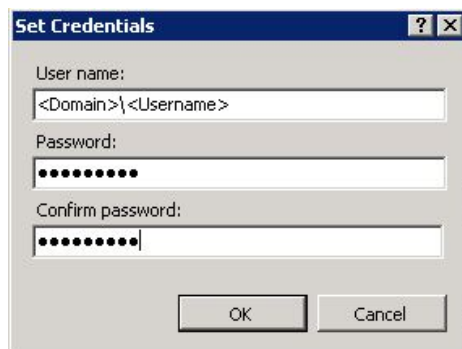 Set Credentials
User name:
<Domain>\<Username>
Password:
●●●●●●●●●
Confirm password:
●●●●●●●●●
OK Cancel